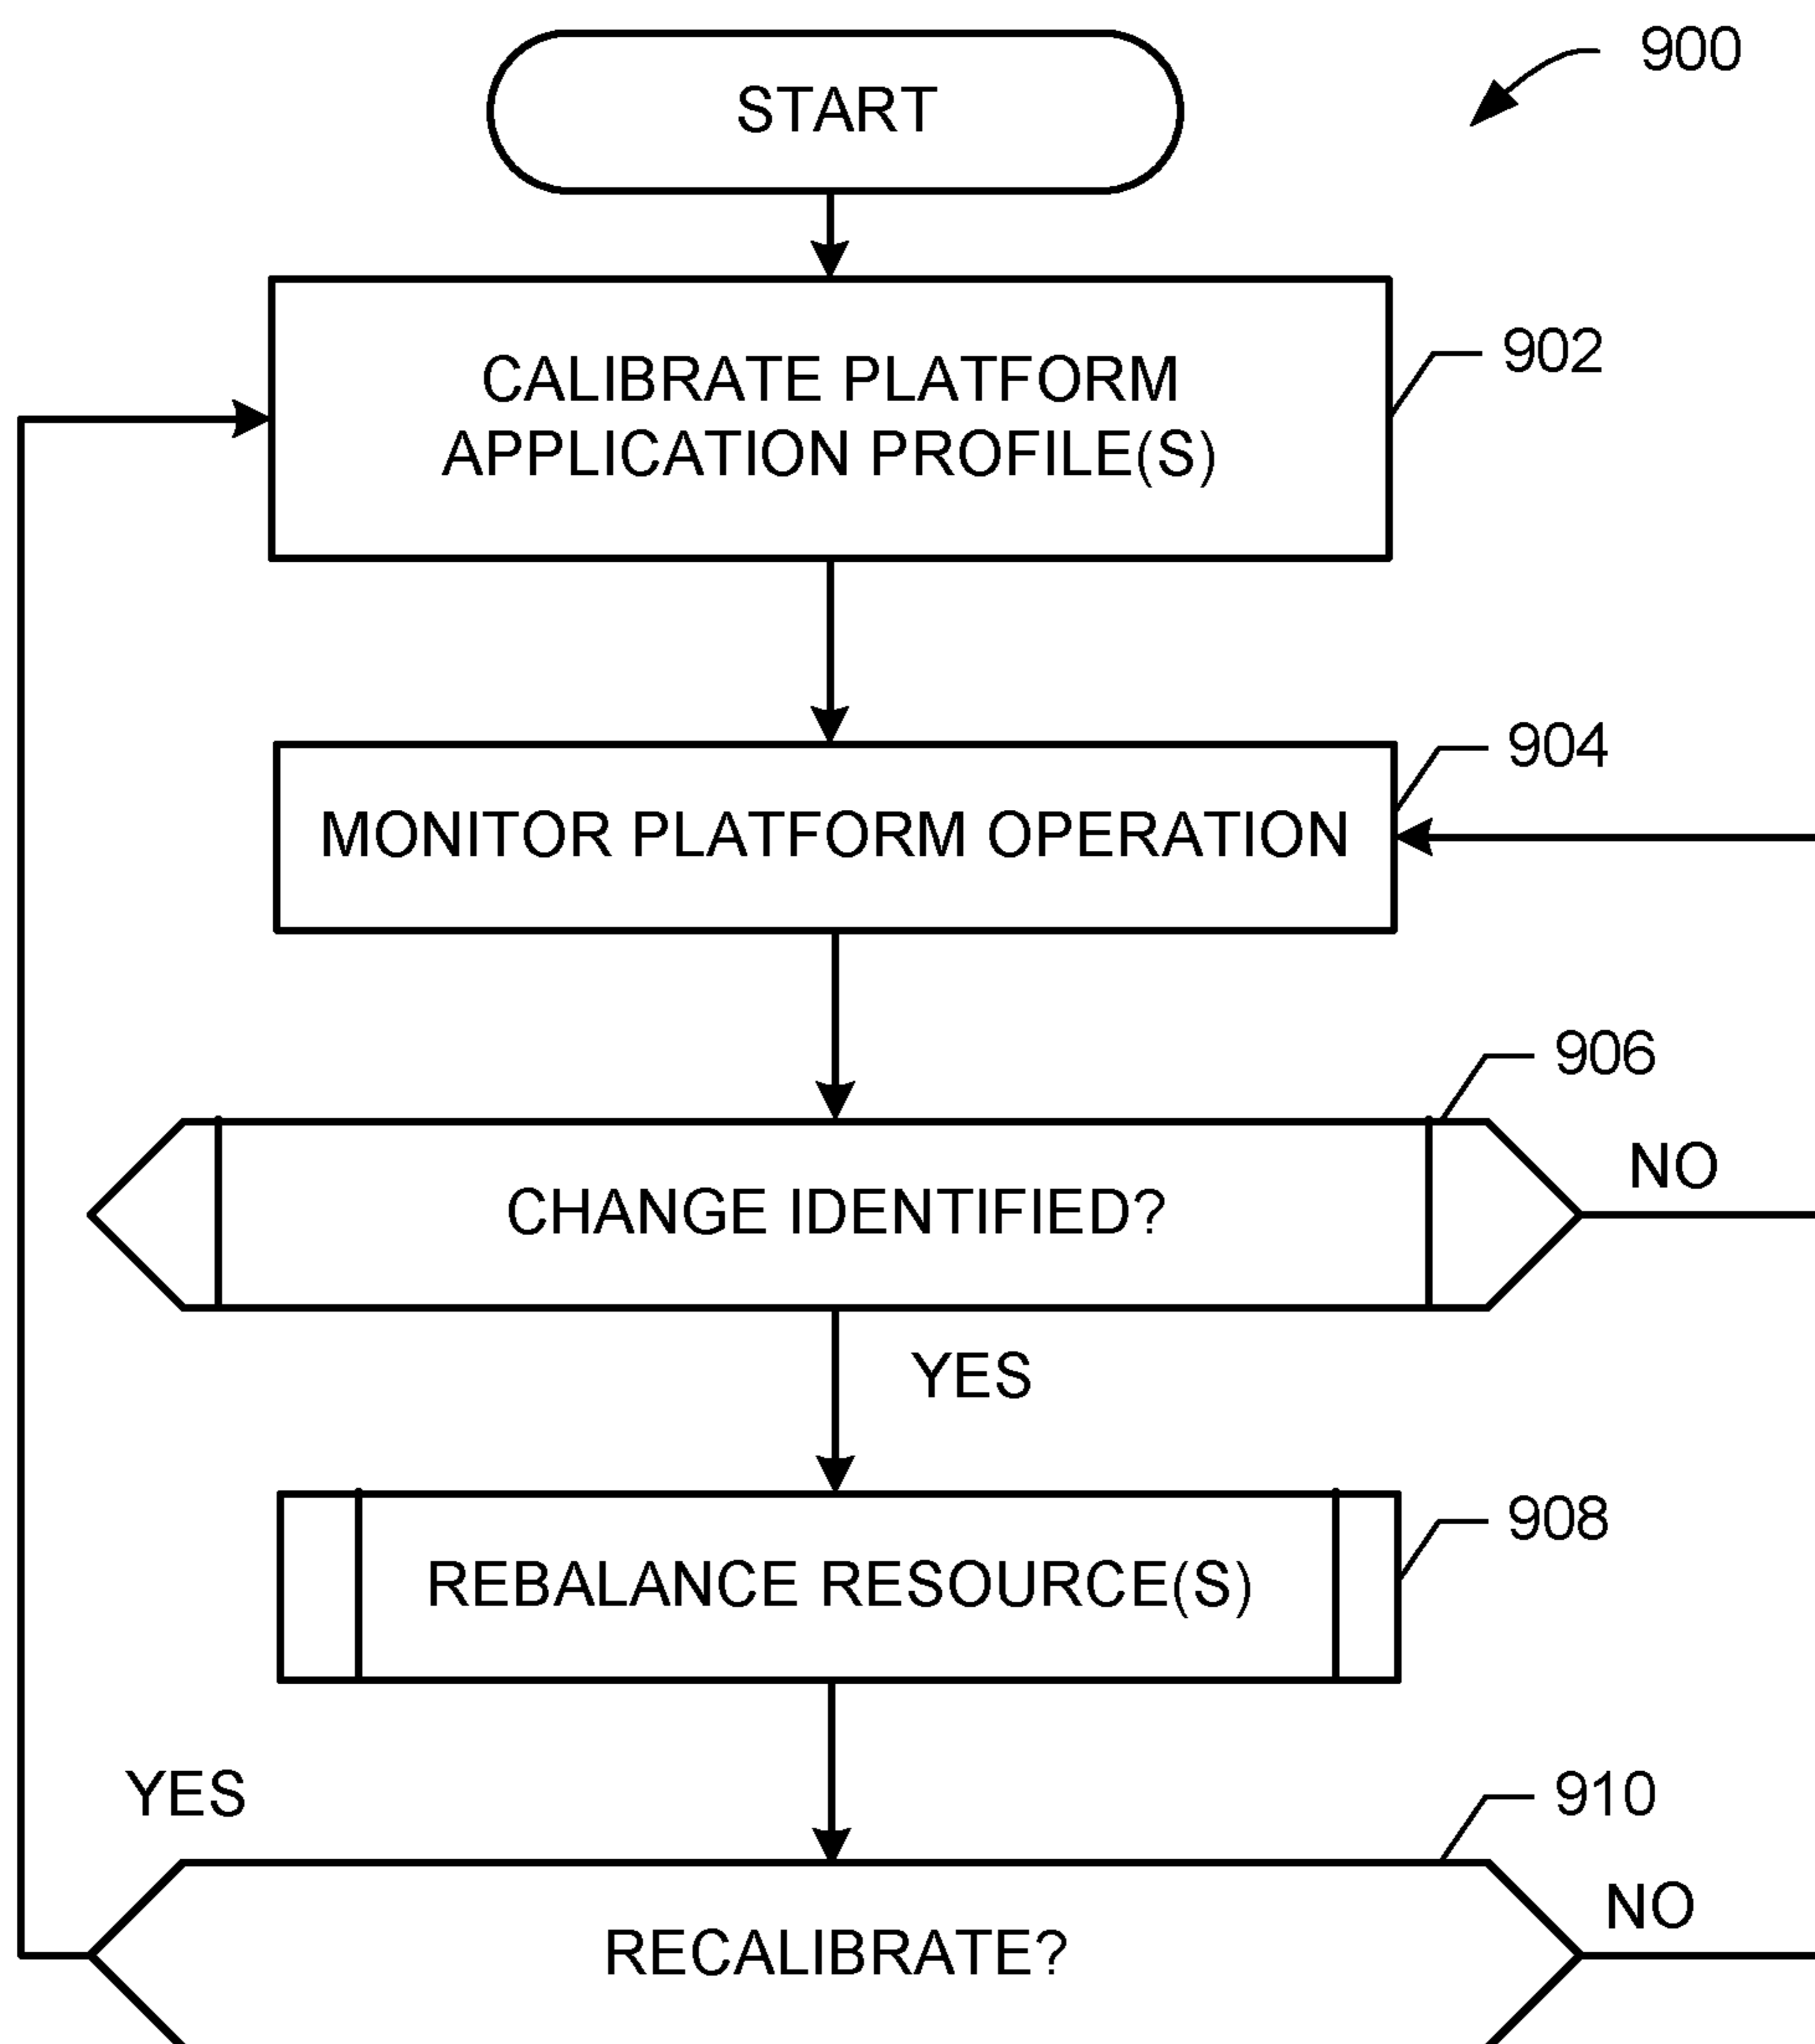 900
START
CALIBRATE PLATFORM
APPLICATION PROFILE(S)
902
904
MONITOR PLATFORM OPERATION
906
CHANGE IDENTIFIED?
NO
YES
908
REBALANCE RESOURCE(S)
YES
910
RECALIBRATE?
NO